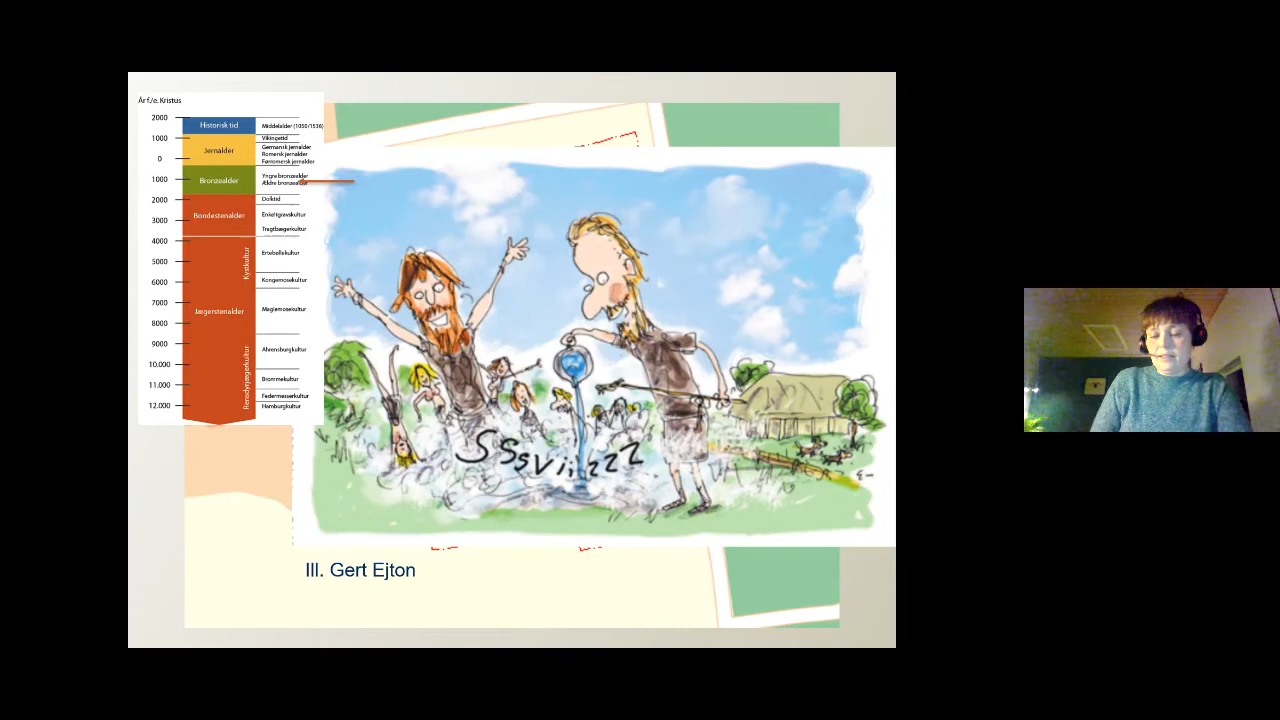 År f./e. Kristus
2000
1000
0
1000
2000
3000
4000
5000
6000
7000
8000
9000
10.000
11.000
12.000
Historisk tid
Jernalder
Bronzealder
Bondestenalder
Jægerstenalder
Kystkultur
Rensdyrjægerkultur
Middelalder (1050/1536)
Vikingetid
Germansk jernalder
Romersk jernalder
Førromersk jernalder
Yngre bronzealder
Ældre bronzealder
Dolktid
Enkeltgravskultur
Tragtbægerkultur
Ertebøllekultur
Kongemosekultur
Maglemosekultur
Ahrensburgkultur
Brommekultur
Federmesserkultur
Hamburgkultur
SSsviizzz
Ill. Gert Ejton